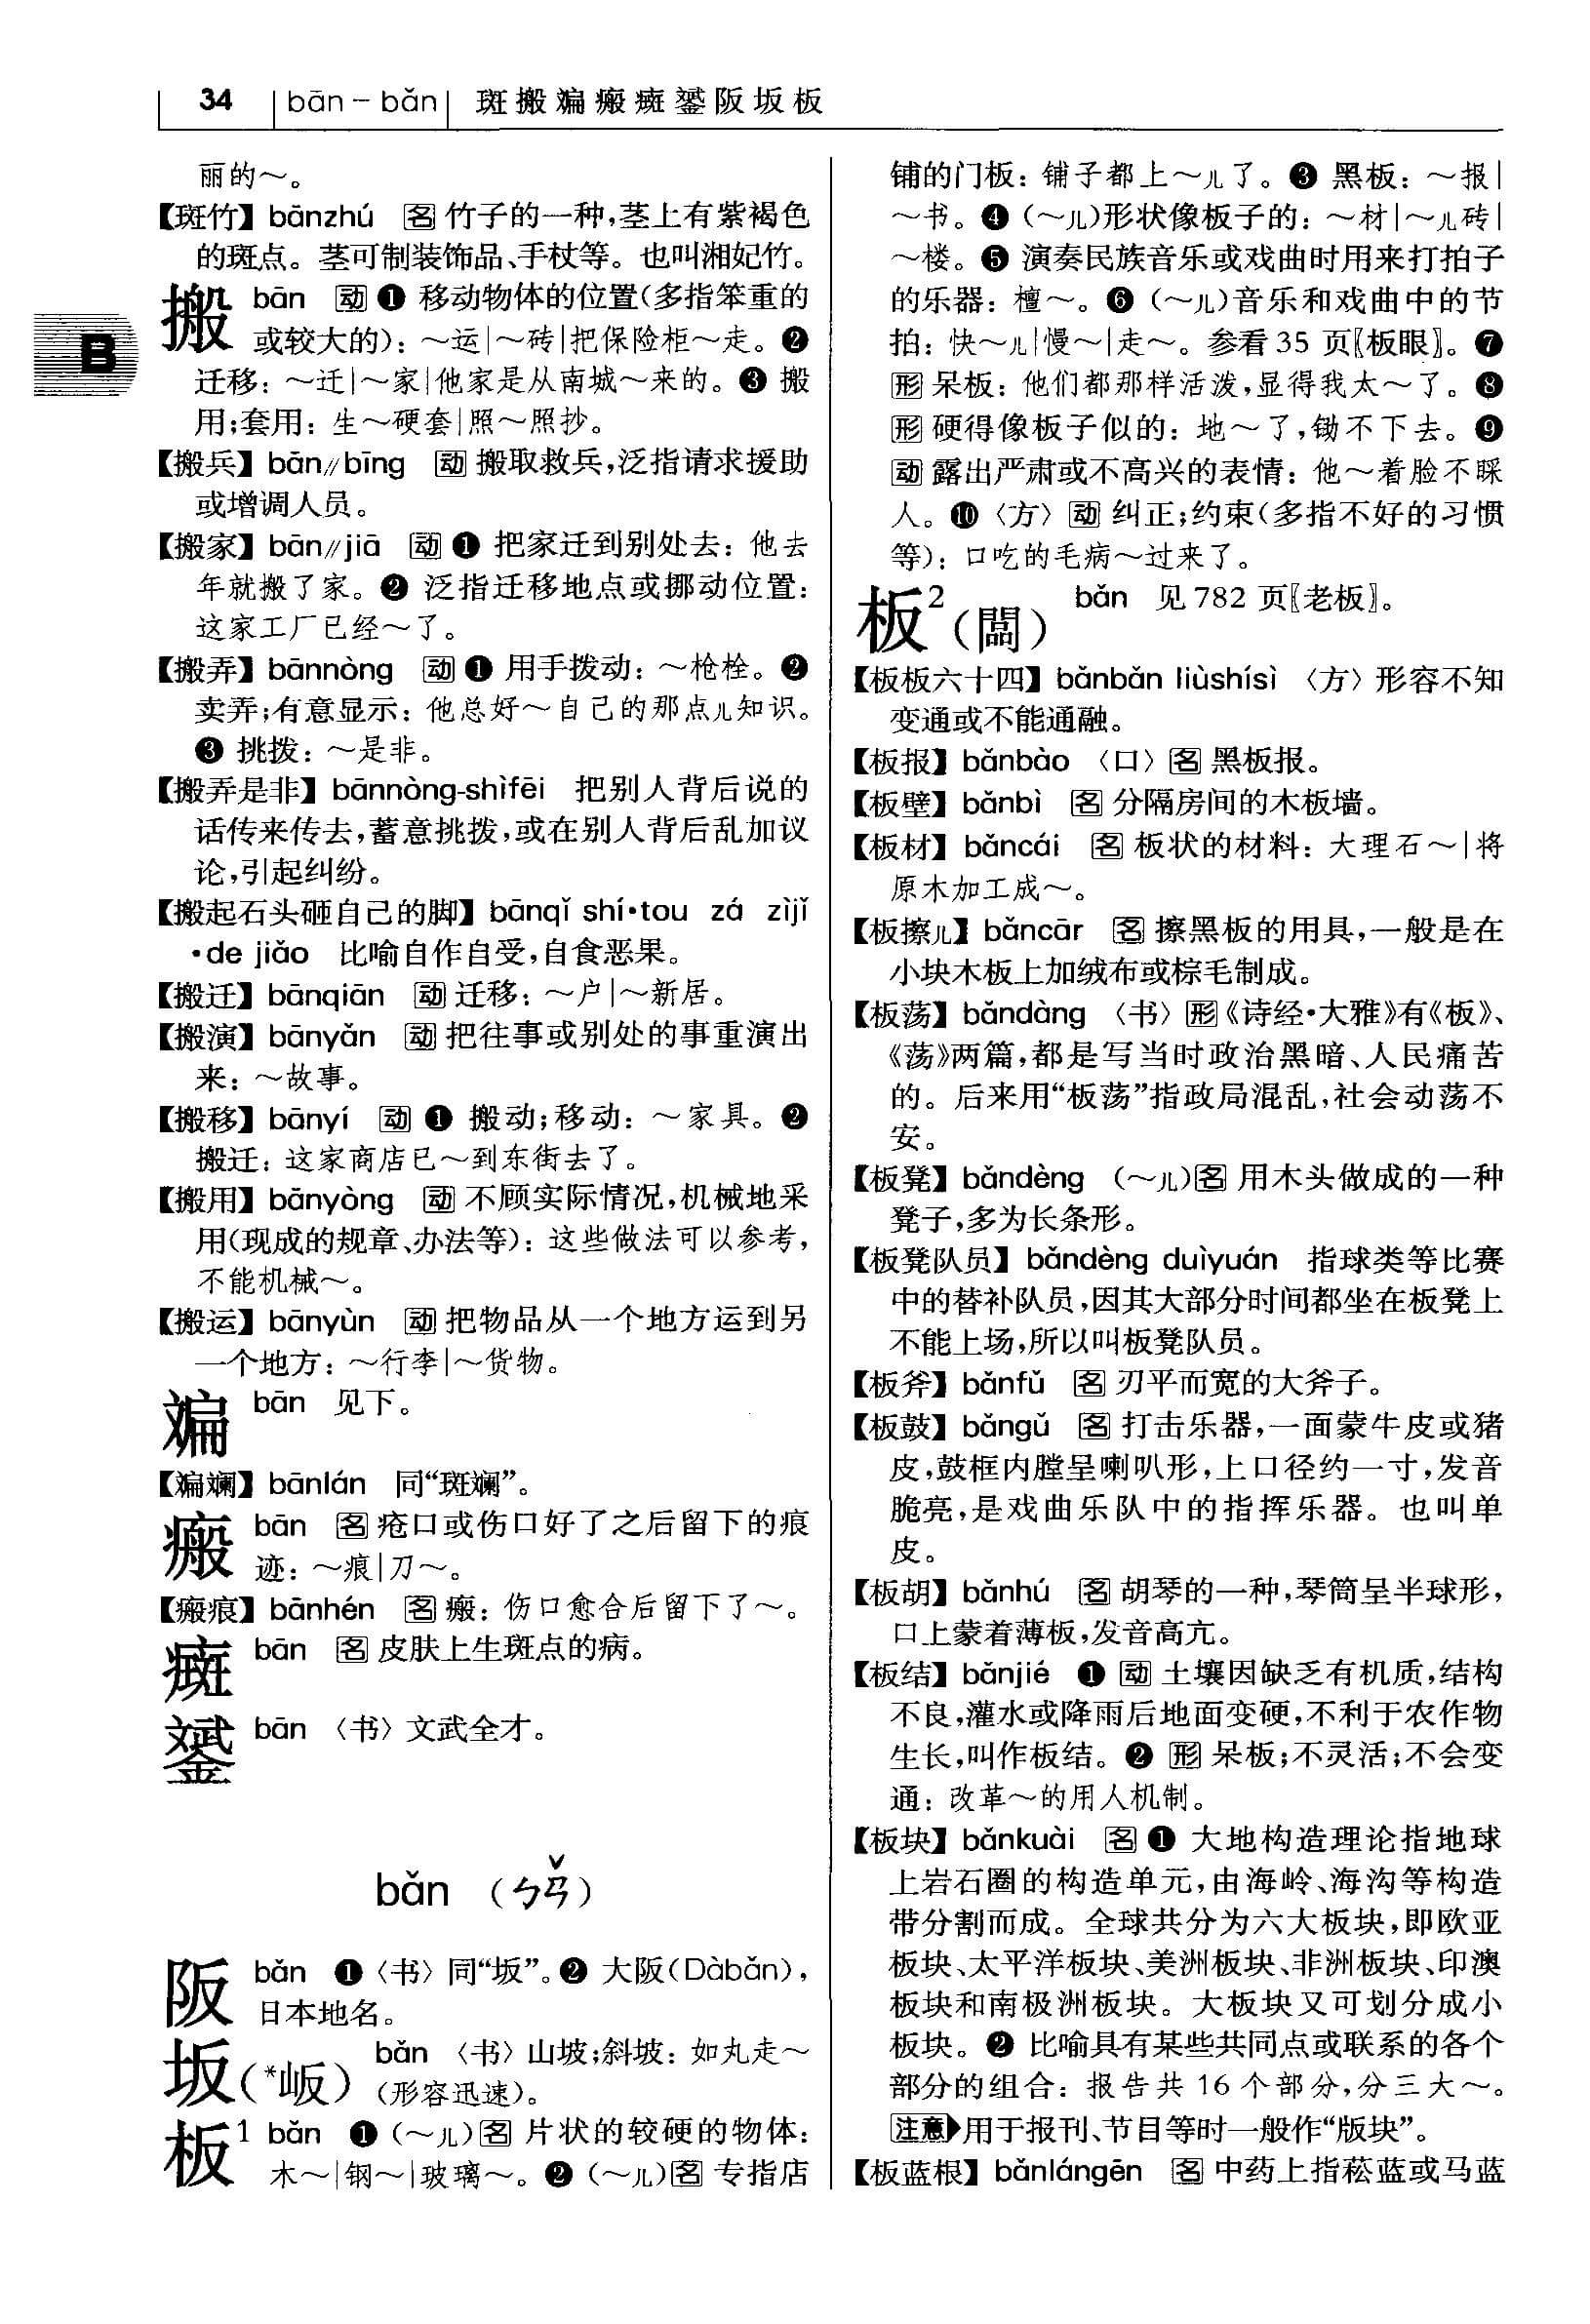 34 bān－bǎn 斑搬斒瘢癍鳻阪坂板
丽的～。
【斑竹】bānzhú 名 竹子的一种，茎上有紫褐色
的斑点。茎可制装饰品、手杖等。也叫湘妃竹。
搬 bān 动 ❶ 移动物体的位置（多指笨重的
或较大的）：～运|～砖|把保险柜～走。❷
B
迁移：～迁|～家|他家是从南城～来的。❸ 搬
用；套用：生～硬套|照～照抄。
【搬兵】bān//bīng 动 搬取救兵，泛指请求援助
或增调人员。
【搬家】bān//jiā 动 ❶ 把家迁到别处去：他去
年就搬了家。❷ 泛指迁移地点或挪动位置：
这家工厂已经～了。
【搬弄】bānnòng 动 ❶ 用手拨动：～枪栓。❷
卖弄；有意显示：他总好～自己的那点儿知识。
❸ 挑拨：～是非。
【搬弄是非】bānnòng-shìfēi 把别人背后说的
话传来传去，蓄意挑拨，或在别人背后乱加议
论，引起纠纷。
【搬起石头砸自己的脚】bānqǐ shí•tou zá zìjǐ
•de jiǎo 比喻自作自受，自食恶果。
【搬迁】bānqiān 动 迁移：～户|～新居。
【搬演】bānyǎn 动 把往事或别处的事重演出
来：～故事。
【搬移】bānyí 动 ❶ 搬动；移动：～家具。❷
搬迁：这家商店已～到东街去了。
【搬用】bānyòng 动 不顾实际情况，机械地采
用（现成的规章、办法等）：这些做法可以参考，
不能机械～。
【搬运】bānyùn 动 把物品从一个地方运到另
一个地方：～行李|～货物。
斒 bān 见下。
【斒斓】bānlán 同“斑斓”。
瘢 bān 名 疮口或伤口好了之后留下的痕
迹：～痕|刀～。
【瘢痕】bānhén 名 瘢：伤口愈合后留下了～。
癍 bān 名 皮肤上生斑点的病。
bān 〈书〉文武全才。
bǎn （ㄅㄢˇ）
阪 bǎn ❶〈书〉同“坂”。❷ 大阪（Dàbǎn），
日本地名。
坂（*岅） bǎn 〈书〉山坡；斜坡：如丸走～
（形容迅速）。
板1 bǎn ❶（～儿）名 片状的较硬的物体：
木～|钢～|玻璃～。❷（～儿）名 专指店
铺的门板：铺子都上～儿了。❸ 黑板：～报|
～书。❹（～儿）形状像板子的：～材|～儿砖|
～楼。❺ 演奏民族音乐或戏曲时用来打拍子
的乐器：檀～。❻（～儿）音乐和戏曲中的节
拍：快～儿|慢～|走～。参看35 页〖板眼〗。❼
形 呆板：他们都那样活泼，显得我太～了。❽
形 硬得像板子似的：地～了，锄不下去。❾
动 露出严肃或不高兴的表情：他～着脸不睬
人。❿〈方〉动 纠正；约束（多指不好的习惯
等）：口吃的毛病～过来了。
板2（闆） bǎn 见 782 页〖老板〗。
【板板六十四】bǎnbǎn liùshísì 〈方〉形容不知
变通或不能通融。
【板报】bǎnbào 〈口〉名 黑板报。
【板壁】bǎnbì 名 分隔房间的木板墙。
【板材】bǎncái 名 板状的材料：大理石～|将
原木加工成～。
【板擦儿】bǎncār 名 擦黑板的用具，一般是在
小块木板上加绒布或棕毛制成。
【板荡】bǎndàng 〈书〉形《诗经•大雅》有《板》、
《荡》两篇，都是写当时政治黑暗、人民痛苦
的。后来用“板荡”指政局混乱，社会动荡不
安。
【板凳】bǎndèng （～儿）名 用木头做成的一种
凳子，多为长条形。
【板凳队员】bǎndèng duìyuán 指球类等比赛
中的替补队员，因其大部分时间都坐在板凳上
不能上场，所以叫板凳队员。
【板斧】bǎnfǔ 名 刃平而宽的大斧子。
【板鼓】bǎngǔ 名 打击乐器，一面蒙牛皮或猪
皮，鼓框内膛呈喇叭形，上口径约一寸，发音
脆亮，是戏曲乐队中的指挥乐器。也叫单
皮。
【板胡】bǎnhú 名 胡琴的一种，琴筒呈半球形，
口上蒙着薄板，发音高亢。
【板结】bǎnjié ❶ 动 土壤因缺乏有机质，结构
不良，灌水或降雨后地面变硬，不利于农作物
生长，叫作板结。❷ 形 呆板；不灵活；不会变
通：改革～的用人机制。
【板块】bǎnkuài 名 ❶ 大地构造理论指地球
上岩石圈的构造单元，由海岭、海沟等构造
带分割而成。全球共分为六大板块，即欧亚
板块、太平洋板块、美洲板块、非洲板块、印澳
板块和南极洲板块。大板块又可划分成小
板块。❷ 比喻具有某些共同点或联系的各个
部分的组合：报告共 16 个部分，分三大～。
注意 用于报刊、节目等时一般作“版块”。
【板蓝根】bǎnlángēn 名 中药上指菘蓝或马蓝